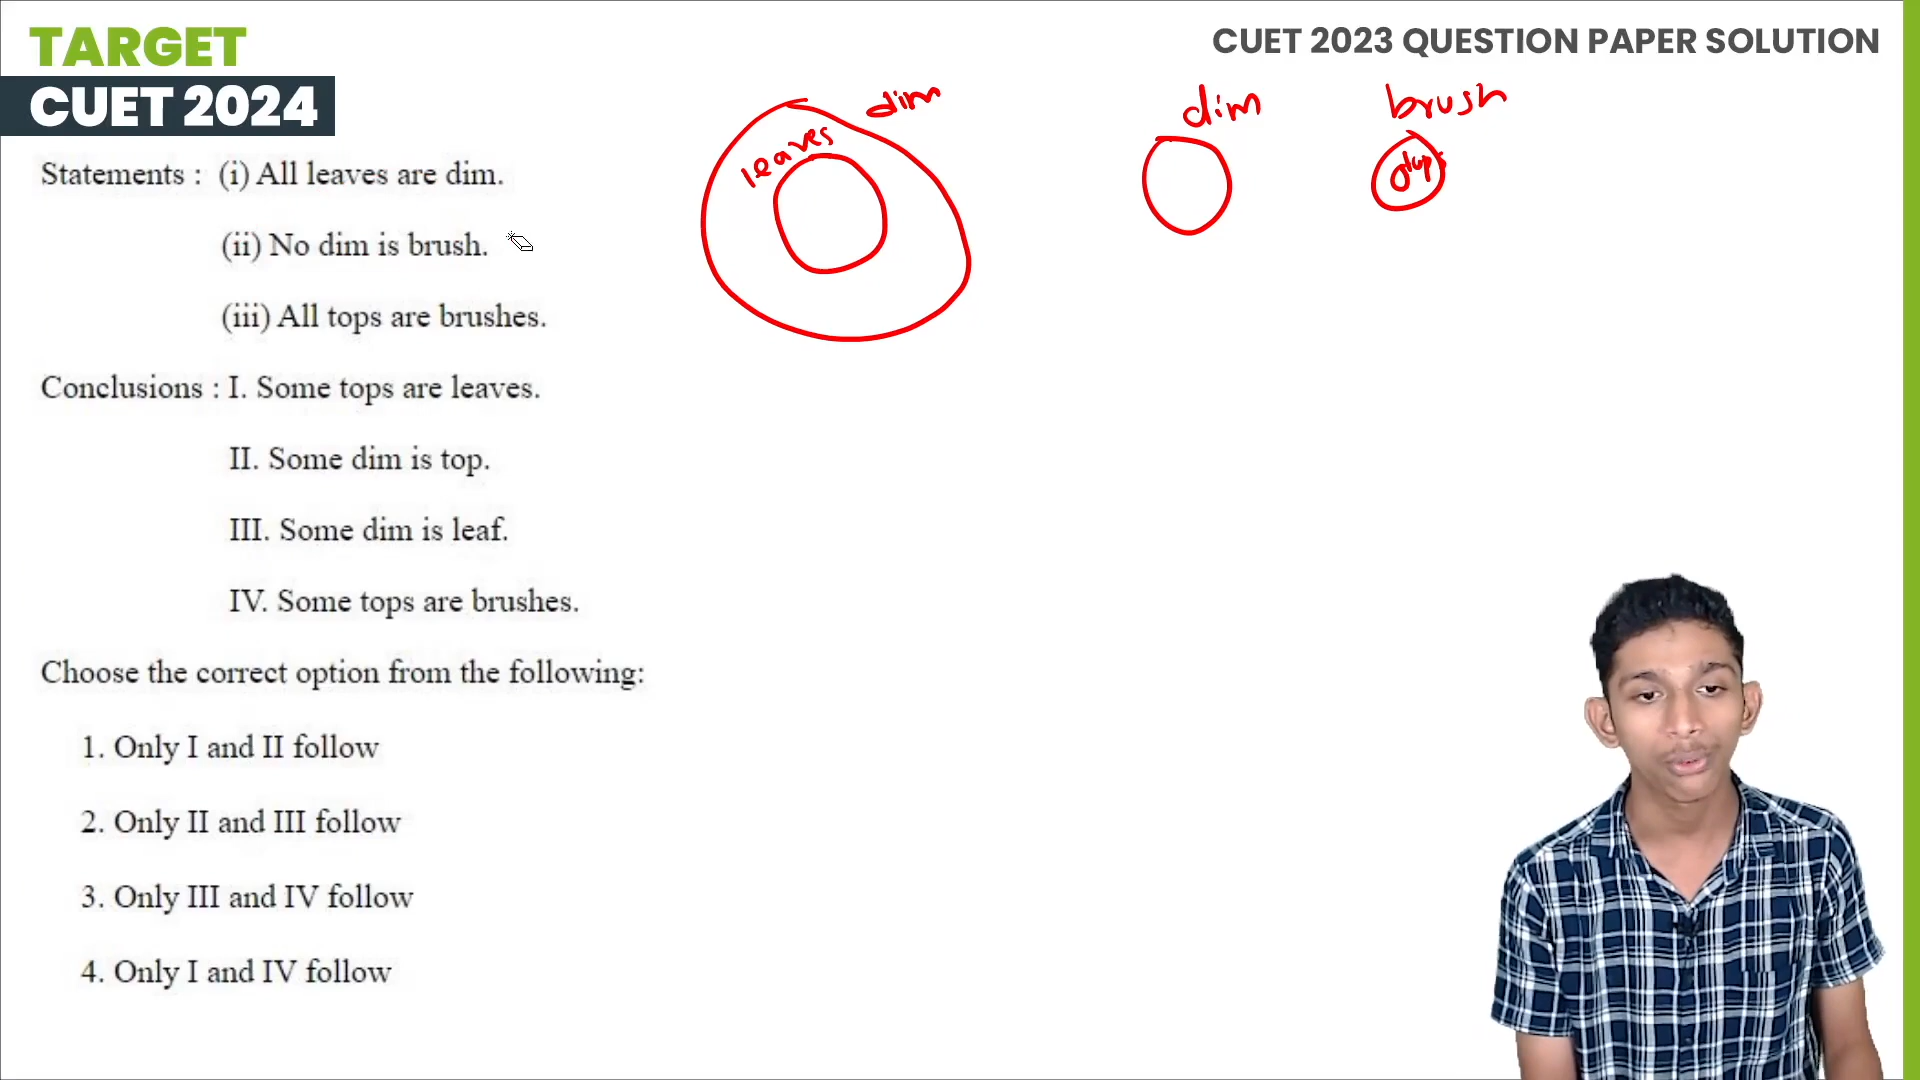 TARGET
CUET 2024
CUET 2023 QUESTION PAPER SOLUTION
dim
leaves
dim
brush
tops
Statements : (i) All leaves are dim.
(ii) No dim is brush.
(iii) All tops are brushes.
Conclusions : I. Some tops are leaves.
II. Some dim is top.
III. Some dim is leaf.
IV. Some tops are brushes.
Choose the correct option from the following:
1. Only I and II follow
2. Only II and III follow
3. Only III and IV follow
4. Only I and IV follow